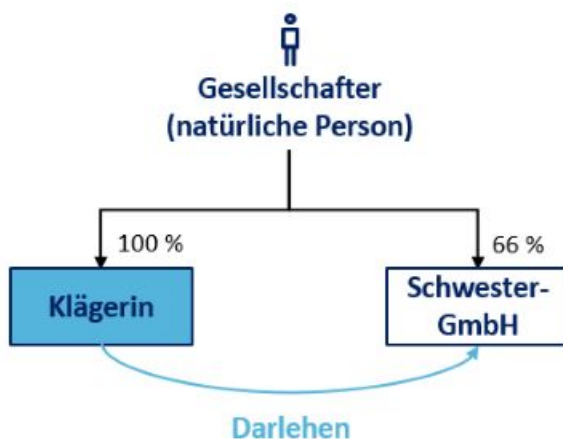 Gesellschafter
(natürliche Person)
100 %
66 %
Klägerin
Schwester-
GmbH
Darlehen